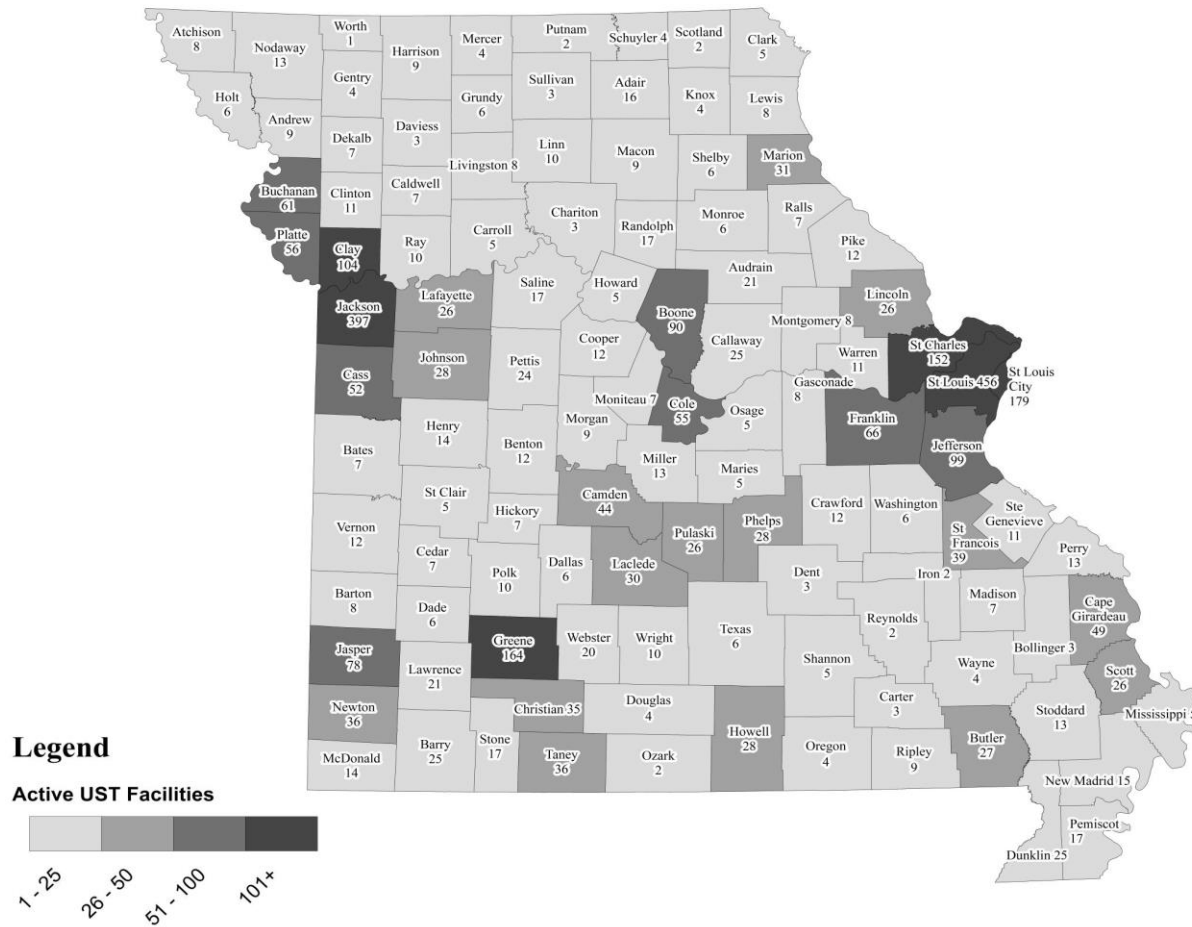 Atchison
8
Nodaway
13
Worth
1
Harrison
9
Mercer
4
Putnam
2
Schuyler 4
Scotland
2
Clark
5
Holt
6
Gentry
4
Sullivan
3
Adair
16
Knox
4
Lewis
8
Andrew
9
Grundy
6
Dekalb
7
Daviess
3
Livingston 8
Linn
10
Macon
9
Shelby
6
Marion
31
Buchanan
61
Clinton
11
Caldwell
7
Chariton
3
Randolph
17
Monroe
6
Ralls
7
Platte
56
Clay
104
Ray
10
Carroll
5
Pike
12
Audrain
21
Saline
17
Howard
5
Boone
90
Jackson
397
Lafayette
26
Lincoln
26
Montgomery 8
Callaway
25
Cooper
12
Warren
11
St Charles
152
St Louis 456
St Louis
City
179
Cass
52
Johnson
28
Pettis
24
Moniteau 7
Cole
55
Osage
5
Gasconade
8
Franklin
66
Jefferson
99
Morgan
9
Henry
14
Benton
12
Miller
13
Maries
5
Bates
7
St Clair
5
Camden
44
Crawford
12
Washington
6
Ste
Genevieve
11
Hickory
7
Pulaski
26
Phelps
28
St
Francois
39
Perry
13
Vernon
12
Cedar
7
Polk
10
Dallas
6
Laclede
30
Dent
3
Iron 2
Madison
7
Barton
8
Dade
6
Greene
164
Webster
20
Wright
10
Texas
6
Reynolds
2
Cape
Girardeau
49
Bollinger 3
Jasper
78
Lawrence
21
Shannon
5
Wayne
4
Scott
26
Newton
36
Christian 35
Douglas
4
Carter
3
Stoddard
13
Mississippi
Howell
28
McDonald
14
Barry
25
Stone
17
Taney
36
Ozark
2
Oregon
4
Ripley
9
Butler
27
New Madrid 15
Pemiscot
17
Dunklin 25
Legend
Active UST Facilities
1 - 25
26 - 50
51 - 100
101+